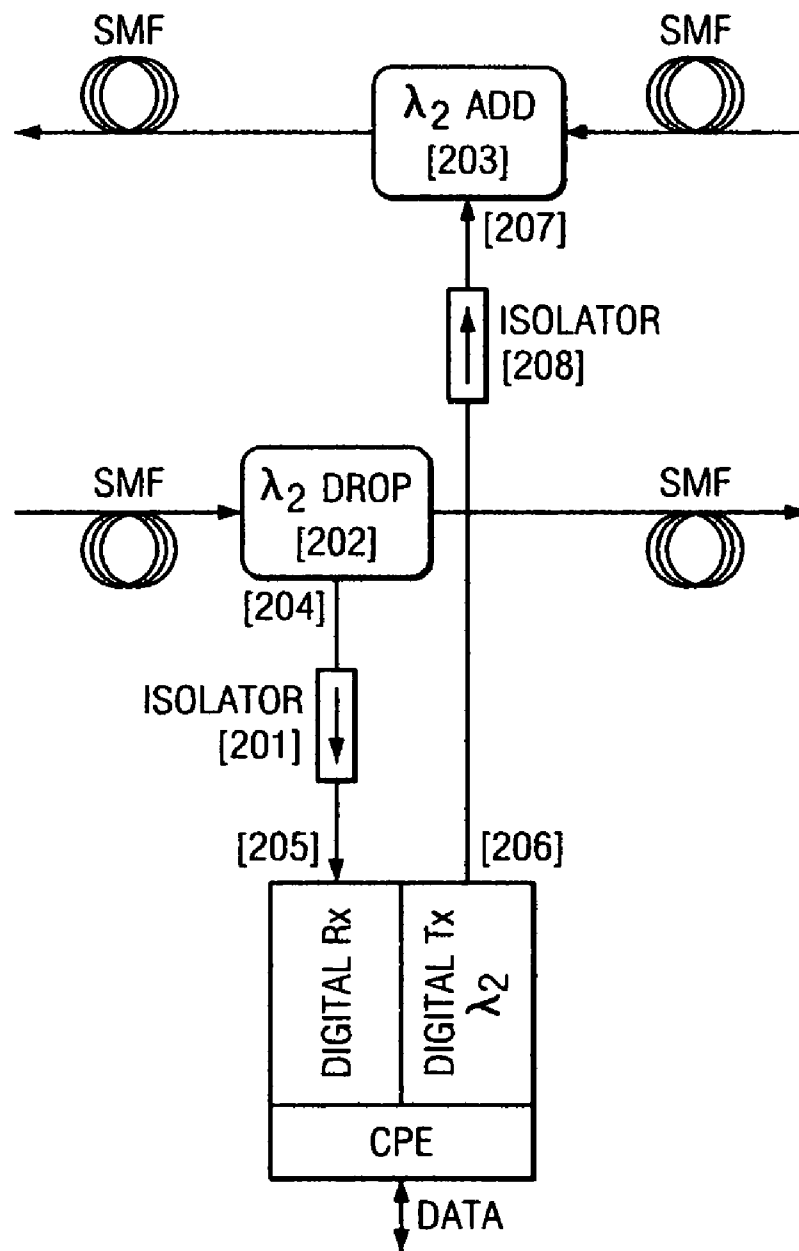 SMF
SMF
λ2 ADD
[203]
[207]
ISOLATOR
[208]
SMF
λ2 DROP
[202]
SMF
[204]
ISOLATOR
[201]
[205]
[206]
DIGITAL Rx
DIGITAL Tx
λ2
CPE
DATA